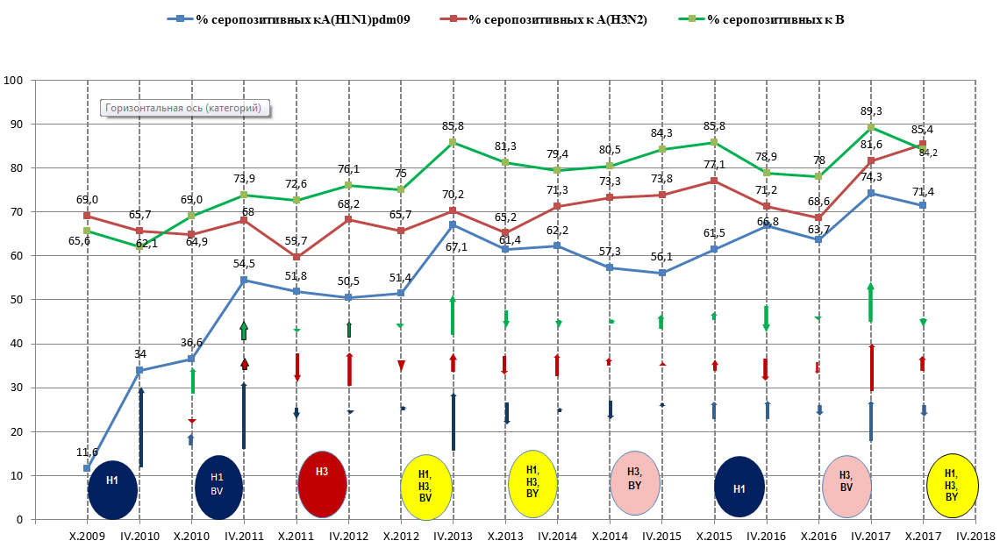 % серопозитивных кA(H1N1)pdm09
% серопозитивных к A(H3N2)
% серопозитивных к B
100
90
80
70
60
50
40
30
20
10
0
Горизонтальная ось (категорий)
69,0
65,7
64,9
68
59,7
68,2
65,7
70,2
65,2
71,3
73,3
73,8
77,1
71,2
68,6
81,6
85,4
65,6
62,1
69,0
73,9
72,6
76,1
75
85,8
81,3
79,4
80,5
84,3
85,8
78,9
78
89,3
84,2
11,6
34
36,6
54,5
51,8
50,5
51,4
67,1
61,4
62,2
57,3
56,1
61,5
66,8
63,7
74,3
71,4
H1
H1
BV
H3
H1,
H3,
BV
H1,
H3,
BY
H3,
BY
H1
H3,
BV
H1,
H3,
BY
X.2009
IV.2010
X.2010
IV.2011
X.2011
IV.2012
X.2012
IV.2013
X.2013
IV.2014
X.2014
IV.2015
X.2015
IV.2016
X.2016
IV.2017
X.2017
IV.2018